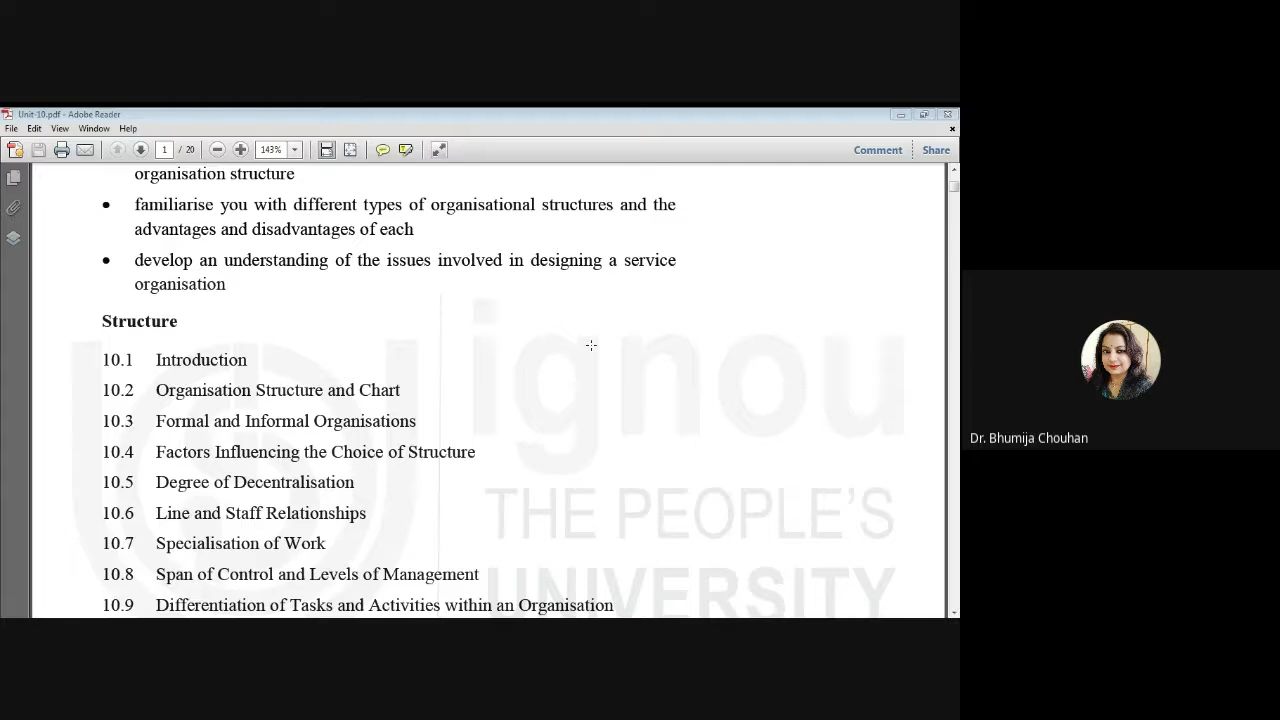 Unit-10.pdf - Adobe Reader
File Edit View Window Help
1 / 20 143% Comment Share
organisation structure
• familiarise you with different types of organisational structures and the
advantages and disadvantages of each
• develop an understanding of the issues involved in designing a service
organisation
Structure
10.1 Introduction
10.2 Organisation Structure and Chart
10.3 Formal and Informal Organisations
10.4 Factors Influencing the Choice of Structure
10.5 Degree of Decentralisation
10.6 Line and Staff Relationships
10.7 Specialisation of Work
10.8 Span of Control and Levels of Management
10.9 Differentiation of Tasks and Activities within an Organisation
ignou
THE PEOPLE'S
UNIVERSITY
Dr. Bhumija Chouhan